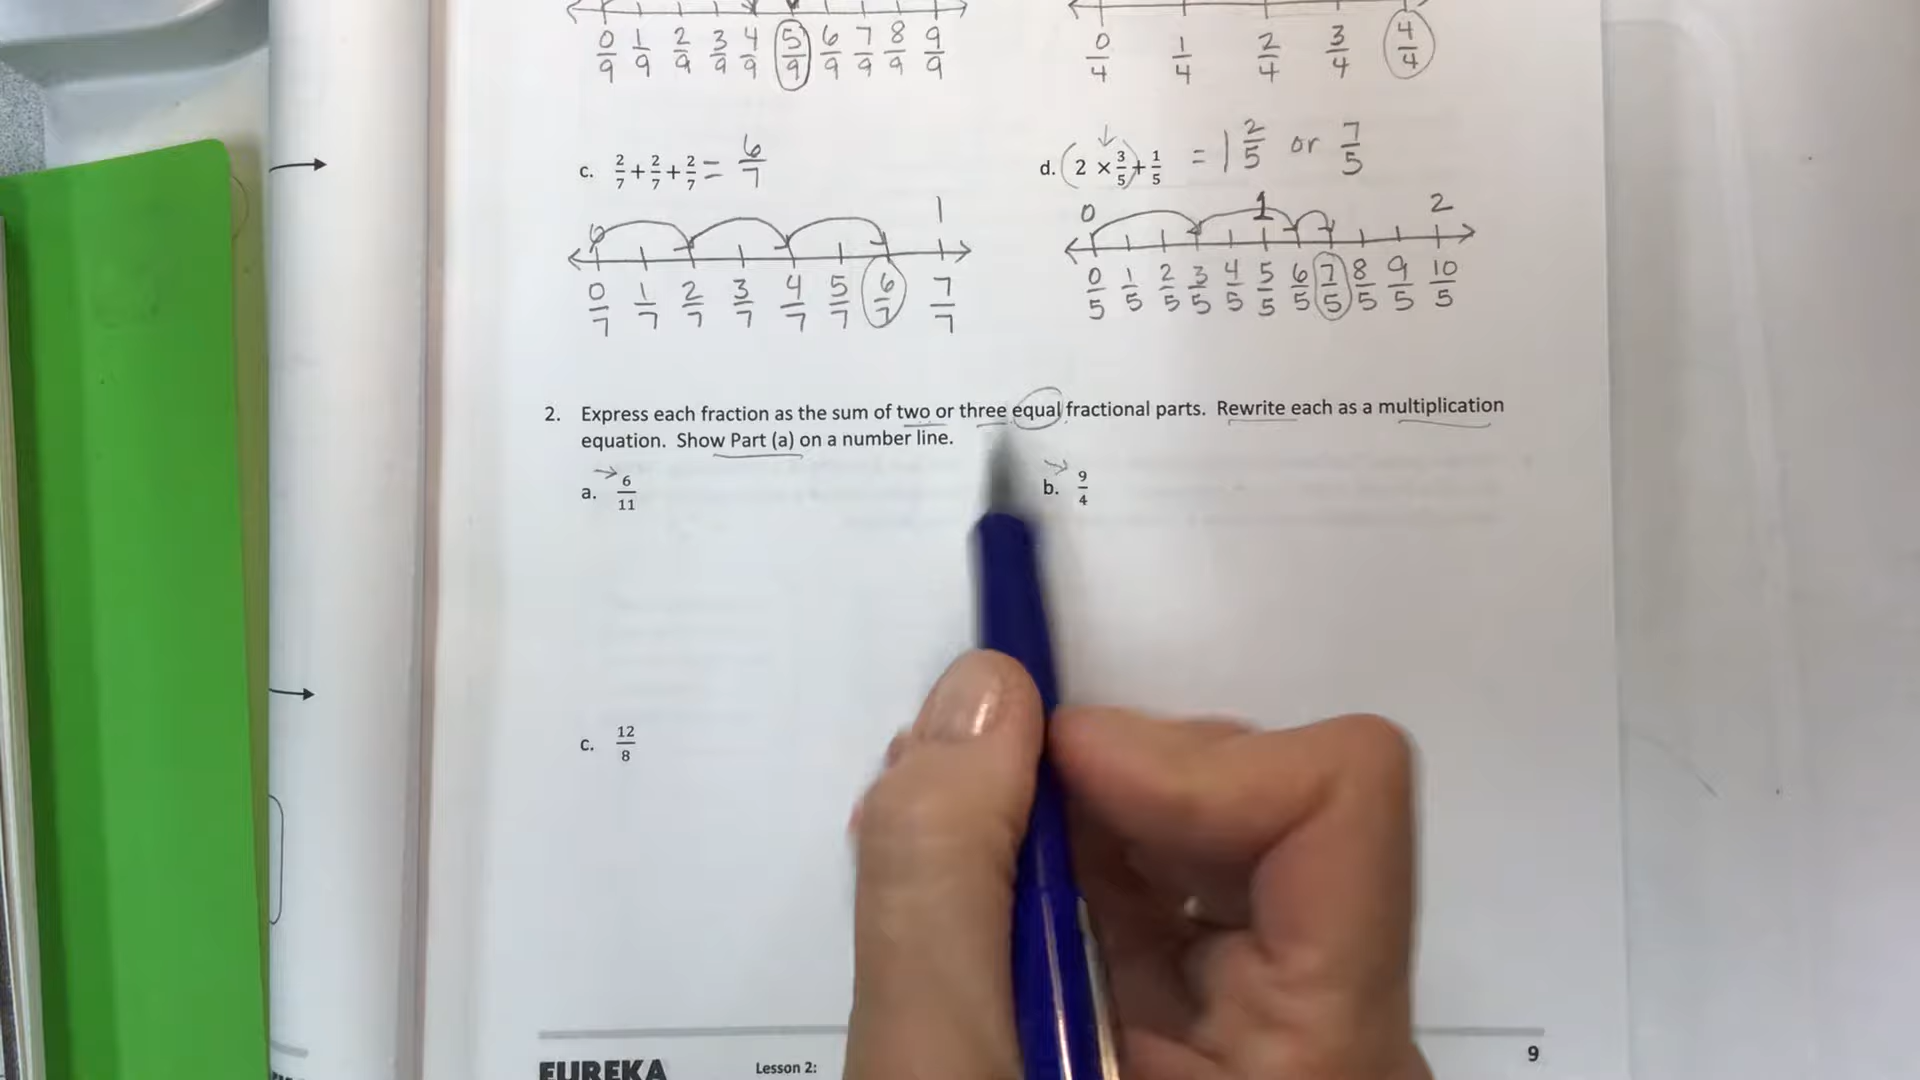 0/9 1/9 2/9 3/9 4/9 5/9 6/9 7/9 8/9 9/9
0/4 1/4 2/4 3/4 4/4
c. 2/7 + 2/7 + 2/7 = 6/7
0 1
0/7 1/7 2/7 3/7 4/7 5/7 6/7 7/7
d. (2 × 3/5) + 1/5 = 1 2/5 or 7/5
0 1 2
0/5 1/5 2/5 3/5 4/5 5/5 6/5 7/5 8/5 9/5 10/5
2. Express each fraction as the sum of two or three equal fractional parts. Rewrite each as a multiplication
equation. Show Part (a) on a number line.
a. 6/11
b. 9/4
c. 12/8
EUREKA
Lesson 2:
9